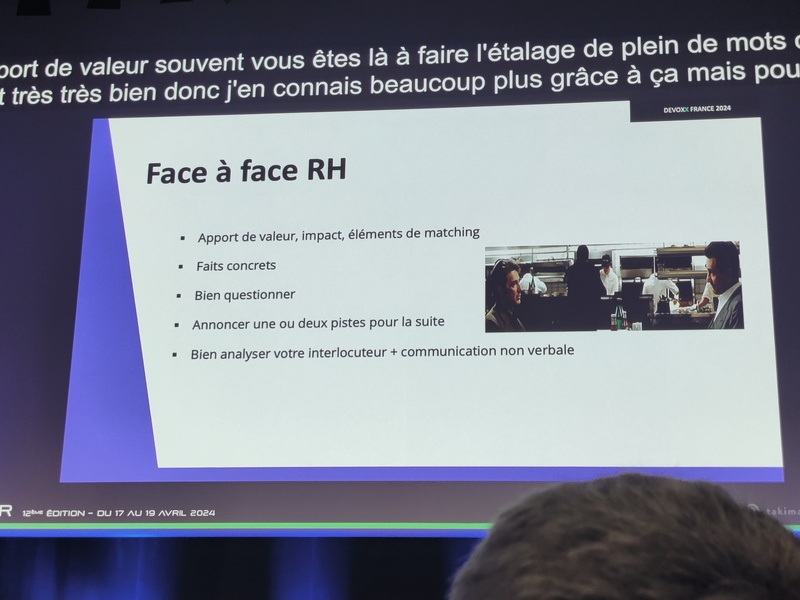 de valeur souvent vous êtes là à faire l'étalage de plein de mots
très très bien donc j'en connais beaucoup plus grâce à ça mais
DEVOXX FRANCE 2024
Face à face RH
▪ Apport de valeur, impact, éléments de matching
▪ Faits concrets
▪ Bien questionner
▪ Annoncer une ou deux pistes pour la suite
▪ Bien analyser votre interlocuteur + communication non verbale
R 12ème ÉDITION – DU 17 AU 19 AVRIL 2024